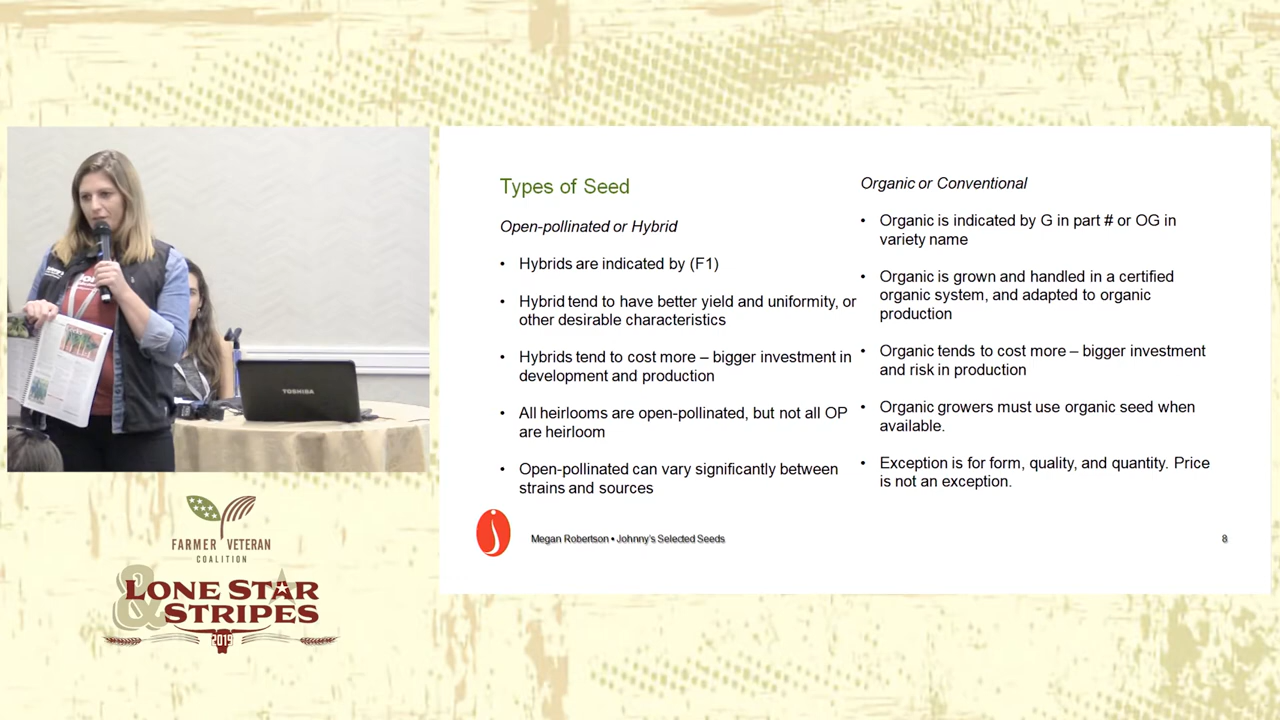 Types of Seed
Open-pollinated or Hybrid
• Hybrids are indicated by (F1)
• Hybrid tend to have better yield and uniformity, or
other desirable characteristics
• Hybrids tend to cost more – bigger investment in
development and production
• All heirlooms are open-pollinated, but not all OP
are heirloom
• Open-pollinated can vary significantly between
strains and sources
Organic or Conventional
• Organic is indicated by G in part # or OG in
variety name
• Organic is grown and handled in a certified
organic system, and adapted to organic
production
• Organic tends to cost more – bigger investment
and risk in production
• Organic growers must use organic seed when
available.
• Exception is for form, quality, and quantity. Price
is not an exception.
Megan Robertson • Johnny's Selected Seeds
8
TOSHIBA
FARMER VETERAN
COALITION
LONE STAR
& STRIPES
2019